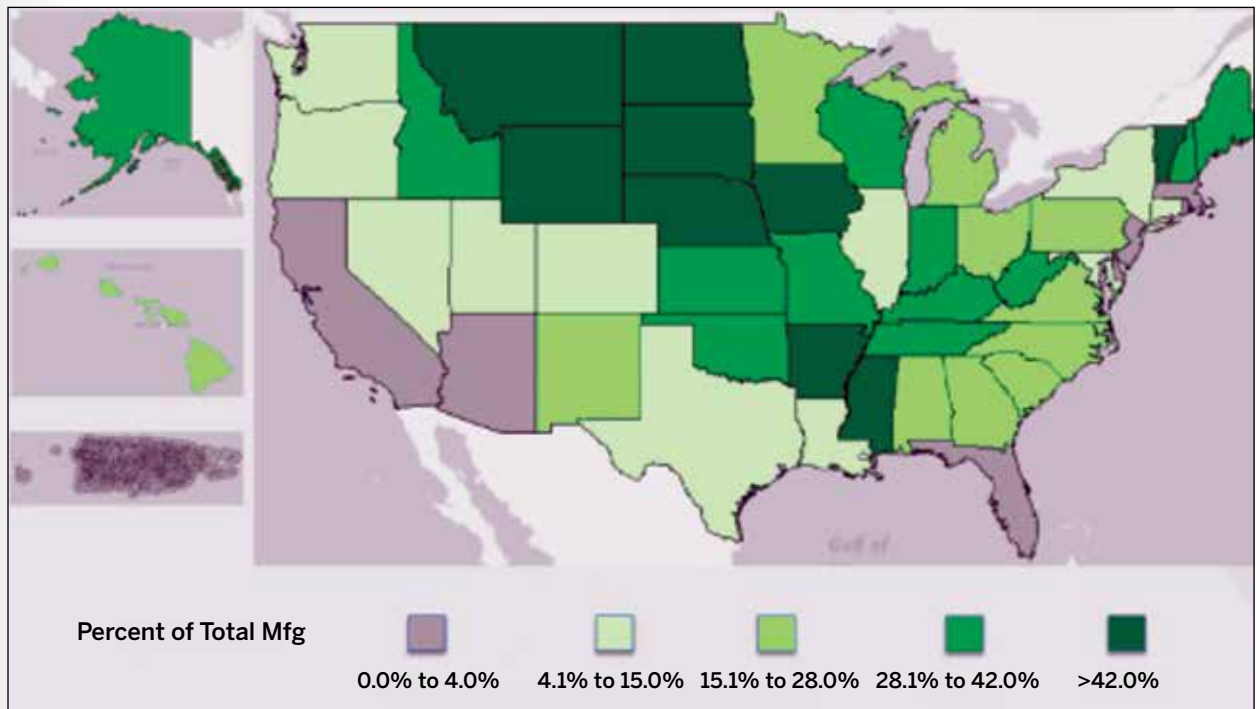 Gulf of
Percent of Total Mfg
0.0% to 4.0% 4.1% to 15.0% 15.1% to 28.0% 28.1% to 42.0% >42.0%